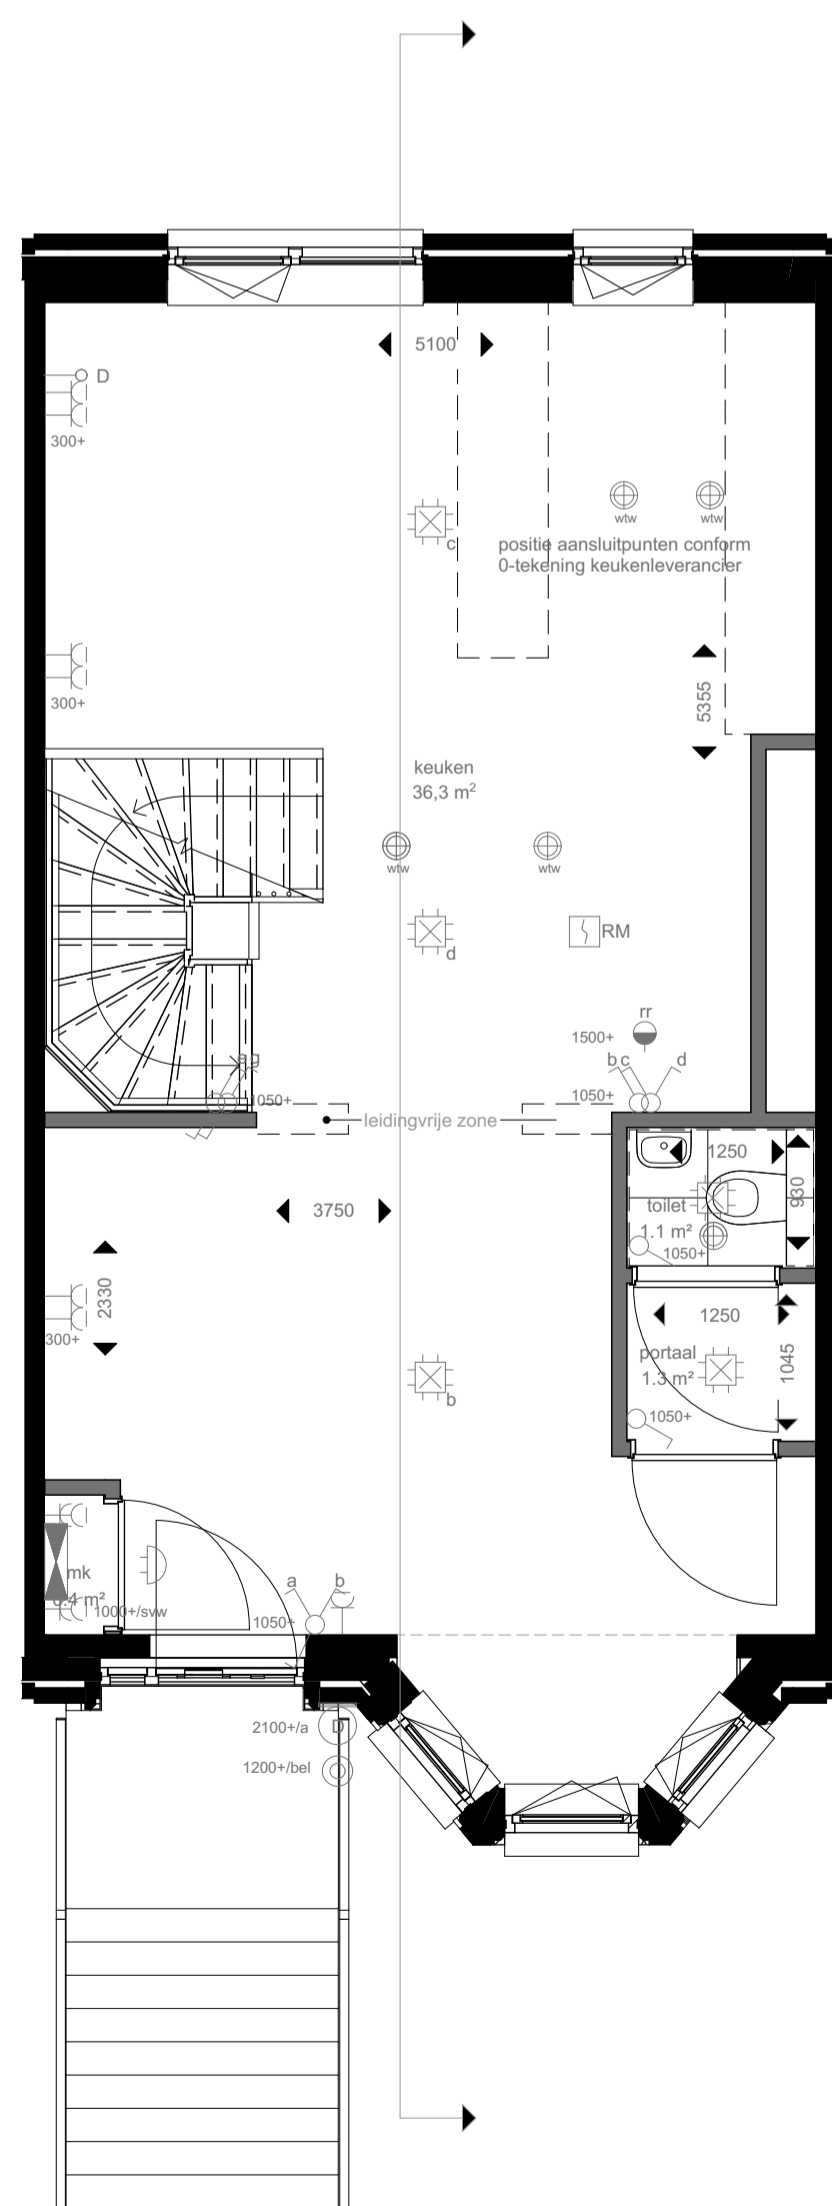 5100
D
300+
c
wtw
wtw
positie aansluitpunten conform
0-tekening keukenleverancier
300+
5355
keuken
36,3 m²
wtw
wtw
d
RM
rr
1500+
b c
d
1050+
1050+
leidingvrije zone
3750
1250
930
toilet
1.1 m²
1050+
2330
300+
1250
portaal
1.3 m²
1045
b
1050+
mk
1000+/svw
a
b
1050+
2100+/a
D
1200+/bel